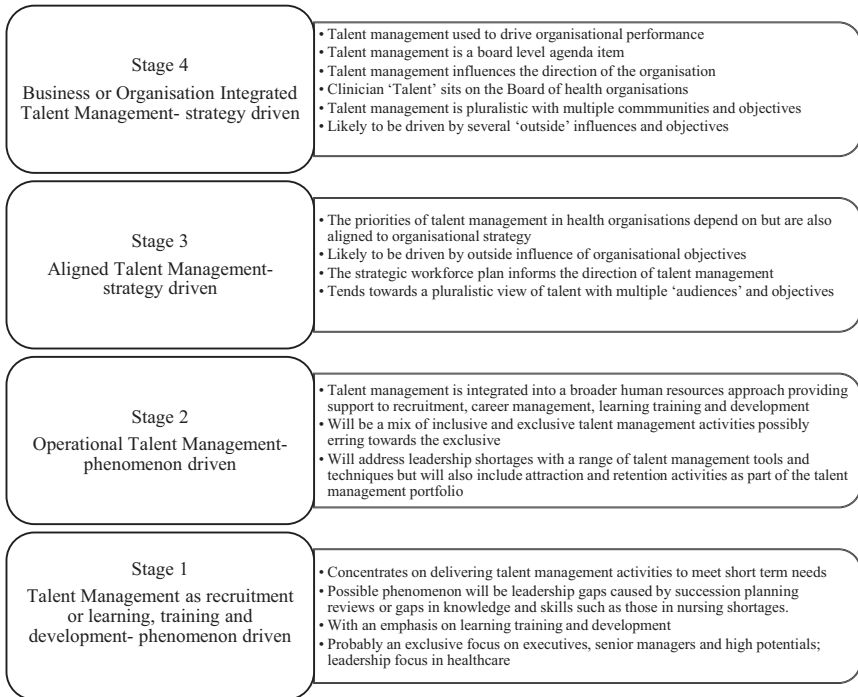 Stage 4
Business or Organisation Integrated
Talent Management- strategy driven
• Talent management used to drive organisational performance
• Talent management is a board level agenda item
• Talent management influences the direction of the organisation
• Clinician ‘Talent’ sits on the Board of health organisations
• Talent management is pluralistic with multiple commmunities and objectives
• Likely to be driven by several ‘outside’ influences and objectives
Stage 3
Aligned Talent Management-
strategy driven
• The priorities of talent management in health organisations depend on but are also
aligned to organisational strategy
• Likely to be driven by outside influence of organisational objectives
• The strategic workforce plan informs the direction of talent management
• Tends towards a pluralistic view of talent with multiple ‘audiences’ and objectives
Stage 2
Operational Talent Management-
phenomenon driven
• Talent management is integrated into a broader human resources approach providing
support to recruitment, career management, learning training and development
• Will be a mix of inclusive and exclusive talent management activities possibly
erring towards the exclusive
• Will address leadership shortages with a range of talent management tools and
techniques but will also include attraction and retention activities as part of the talent
management portfolio
Stage 1
Talent Management as recruitment
or learning, training and
development- phenomenon driven
• Concentrates on delivering talent management activities to meet short term needs
• Possible phenomenon will be leadership gaps caused by succession planning
reviews or gaps in knowledge and skills such as those in nursing shortages.
• With an emphasis on learning training and development
• Probably an exclusive focus on executives, senior managers and high potentials;
leadership focus in healthcare